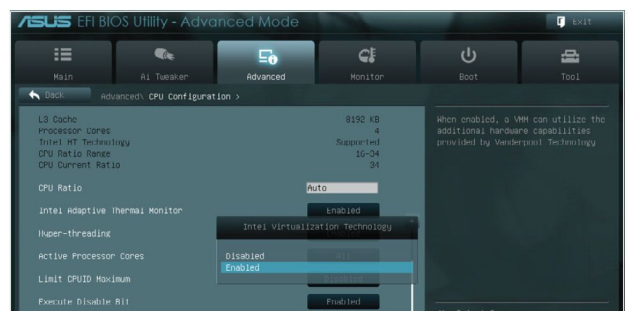 ASUS EFI BIOS Utility - Advanced Mode
Exit
Main
Ai Tweaker
Advanced
Monitor
Boot
Tool
Back
Advanced\ CPU Configuration >
L3 Cache 8192 KB
Processor Cores 4
Intel HT Technology Supported
CPU Ratio Range 16-34
CPU Current Ratio 34
CPU Ratio Auto
Intel Adaptive Thermal Monitor Enabled
Hyper-threading
Active Processor Cores All
Limit CPUID Maximum Disabled
Execute Disable Bit Enabled
Intel Virtualization Technology
Disabled
Enabled
When enabled, a VMM can utilize the
additional hardware capabilities
provided by Vanderpool Technology